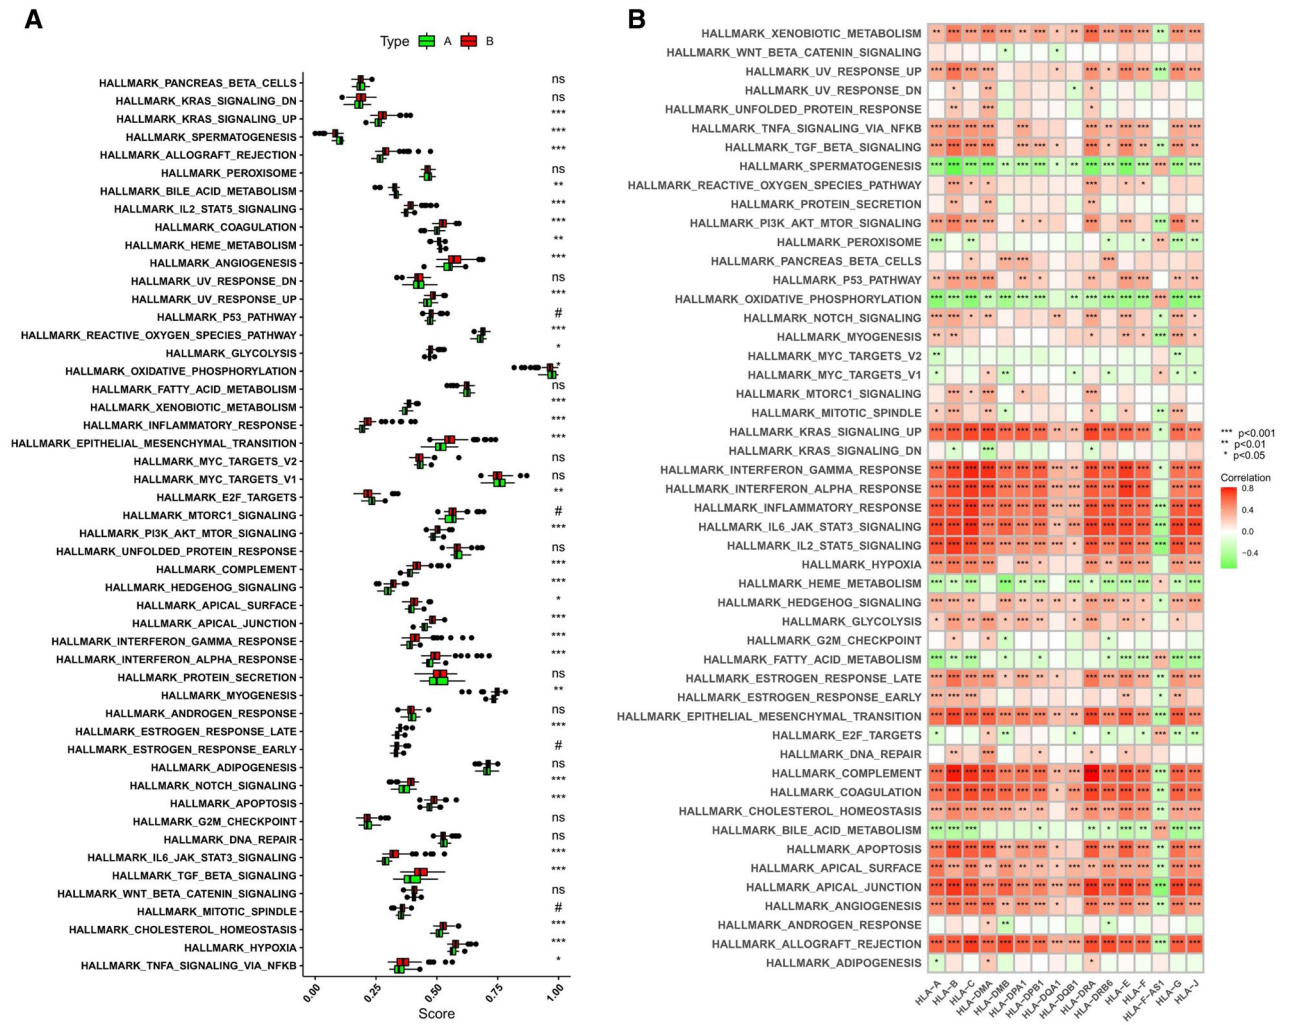 A
Type A B
HALLMARK_PANCREAS_BETA_CELLS ns
HALLMARK_KRAS_SIGNALING_DN ns
HALLMARK_KRAS_SIGNALING_UP ***
HALLMARK_SPERMATOGENESIS ***
HALLMARK_ALLOGRAFT_REJECTION ***
HALLMARK_PEROXISOME ns
HALLMARK_BILE_ACID_METABOLISM **
HALLMARK_IL2_STAT5_SIGNALING ***
HALLMARK_COAGULATION ***
HALLMARK_HEME_METABOLISM **
HALLMARK_ANGIOGENESIS ***
HALLMARK_UV_RESPONSE_DN ns
HALLMARK_UV_RESPONSE_UP ***
HALLMARK_P53_PATHWAY #
HALLMARK_REACTIVE_OXYGEN_SPECIES_PATHWAY ***
HALLMARK_GLYCOLYSIS *
HALLMARK_OXIDATIVE_PHOSPHORYLATION *
HALLMARK_FATTY_ACID_METABOLISM ns
HALLMARK_XENOBIOTIC_METABOLISM ***
HALLMARK_INFLAMMATORY_RESPONSE ***
HALLMARK_EPITHELIAL_MESENCHYMAL_TRANSITION ***
HALLMARK_MYC_TARGETS_V2 ns
HALLMARK_MYC_TARGETS_V1 ns
HALLMARK_E2F_TARGETS **
HALLMARK_MTORC1_SIGNALING #
HALLMARK_PI3K_AKT_MTOR_SIGNALING ***
HALLMARK_UNFOLDED_PROTEIN_RESPONSE ns
HALLMARK_COMPLEMENT ***
HALLMARK_HEDGEHOG_SIGNALING ***
HALLMARK_APICAL_SURFACE *
HALLMARK_APICAL_JUNCTION ***
HALLMARK_INTERFERON_GAMMA_RESPONSE ***
HALLMARK_INTERFERON_ALPHA_RESPONSE ***
HALLMARK_PROTEIN_SECRETION ns
HALLMARK_MYOGENESIS **
HALLMARK_ANDROGEN_RESPONSE ns
HALLMARK_ESTROGEN_RESPONSE_LATE ***
HALLMARK_ESTROGEN_RESPONSE_EARLY #
HALLMARK_ADIPOGENESIS ns
HALLMARK_NOTCH_SIGNALING ***
HALLMARK_APOPTOSIS ***
HALLMARK_G2M_CHECKPOINT ns
HALLMARK_DNA_REPAIR ns
HALLMARK_IL6_JAK_STAT3_SIGNALING ***
HALLMARK_TGF_BETA_SIGNALING ***
HALLMARK_WNT_BETA_CATENIN_SIGNALING ns
HALLMARK_MITOTIC_SPINDLE #
HALLMARK_CHOLESTEROL_HOMEOSTASIS ***
HALLMARK_HYPOXIA ***
HALLMARK_TNFA_SIGNALING_VIA_NFKB *
0.00 0.25 0.50 0.75 1.00
Score
B
HALLMARK_XENOBIOTIC_METABOLISM
HALLMARK_WNT_BETA_CATENIN_SIGNALING
HALLMARK_UV_RESPONSE_UP
HALLMARK_UV_RESPONSE_DN
HALLMARK_UNFOLDED_PROTEIN_RESPONSE
HALLMARK_TNFA_SIGNALING_VIA_NFKB
HALLMARK_TGF_BETA_SIGNALING
HALLMARK_SPERMATOGENESIS
HALLMARK_REACTIVE_OXYGEN_SPECIES_PATHWAY
HALLMARK_PROTEIN_SECRETION
HALLMARK_PI3K_AKT_MTOR_SIGNALING
HALLMARK_PEROXISOME
HALLMARK_PANCREAS_BETA_CELLS
HALLMARK_P53_PATHWAY
HALLMARK_OXIDATIVE_PHOSPHORYLATION
HALLMARK_NOTCH_SIGNALING
HALLMARK_MYOGENESIS
HALLMARK_MYC_TARGETS_V2
HALLMARK_MYC_TARGETS_V1
HALLMARK_MTORC1_SIGNALING
HALLMARK_MITOTIC_SPINDLE
HALLMARK_KRAS_SIGNALING_UP
HALLMARK_KRAS_SIGNALING_DN
HALLMARK_INTERFERON_GAMMA_RESPONSE
HALLMARK_INTERFERON_ALPHA_RESPONSE
HALLMARK_INFLAMMATORY_RESPONSE
HALLMARK_IL6_JAK_STAT3_SIGNALING
HALLMARK_IL2_STAT5_SIGNALING
HALLMARK_HYPOXIA
HALLMARK_HEME_METABOLISM
HALLMARK_HEDGEHOG_SIGNALING
HALLMARK_GLYCOLYSIS
HALLMARK_G2M_CHECKPOINT
HALLMARK_FATTY_ACID_METABOLISM
HALLMARK_ESTROGEN_RESPONSE_LATE
HALLMARK_ESTROGEN_RESPONSE_EARLY
HALLMARK_EPITHELIAL_MESENCHYMAL_TRANSITION
HALLMARK_E2F_TARGETS
HALLMARK_DNA_REPAIR
HALLMARK_COMPLEMENT
HALLMARK_COAGULATION
HALLMARK_CHOLESTEROL_HOMEOSTASIS
HALLMARK_BILE_ACID_METABOLISM
HALLMARK_APOPTOSIS
HALLMARK_APICAL_SURFACE
HALLMARK_APICAL_JUNCTION
HALLMARK_ANGIOGENESIS
HALLMARK_ANDROGEN_RESPONSE
HALLMARK_ALLOGRAFT_REJECTION
HALLMARK_ADIPOGENESIS
HLA-A HLA-B HLA-C HLA-DMA HLA-DMB HLA-DPA1 HLA-DPB1 HLA-DQA1 HLA-DQB1 HLA-DRA HLA-DRB6 HLA-E HLA-F HLA-F-AS1 HLA-G HLA-J
*** p<0.001
** p<0.01
* p<0.05
Correlation
0.8
0.4
0.0
−0.4